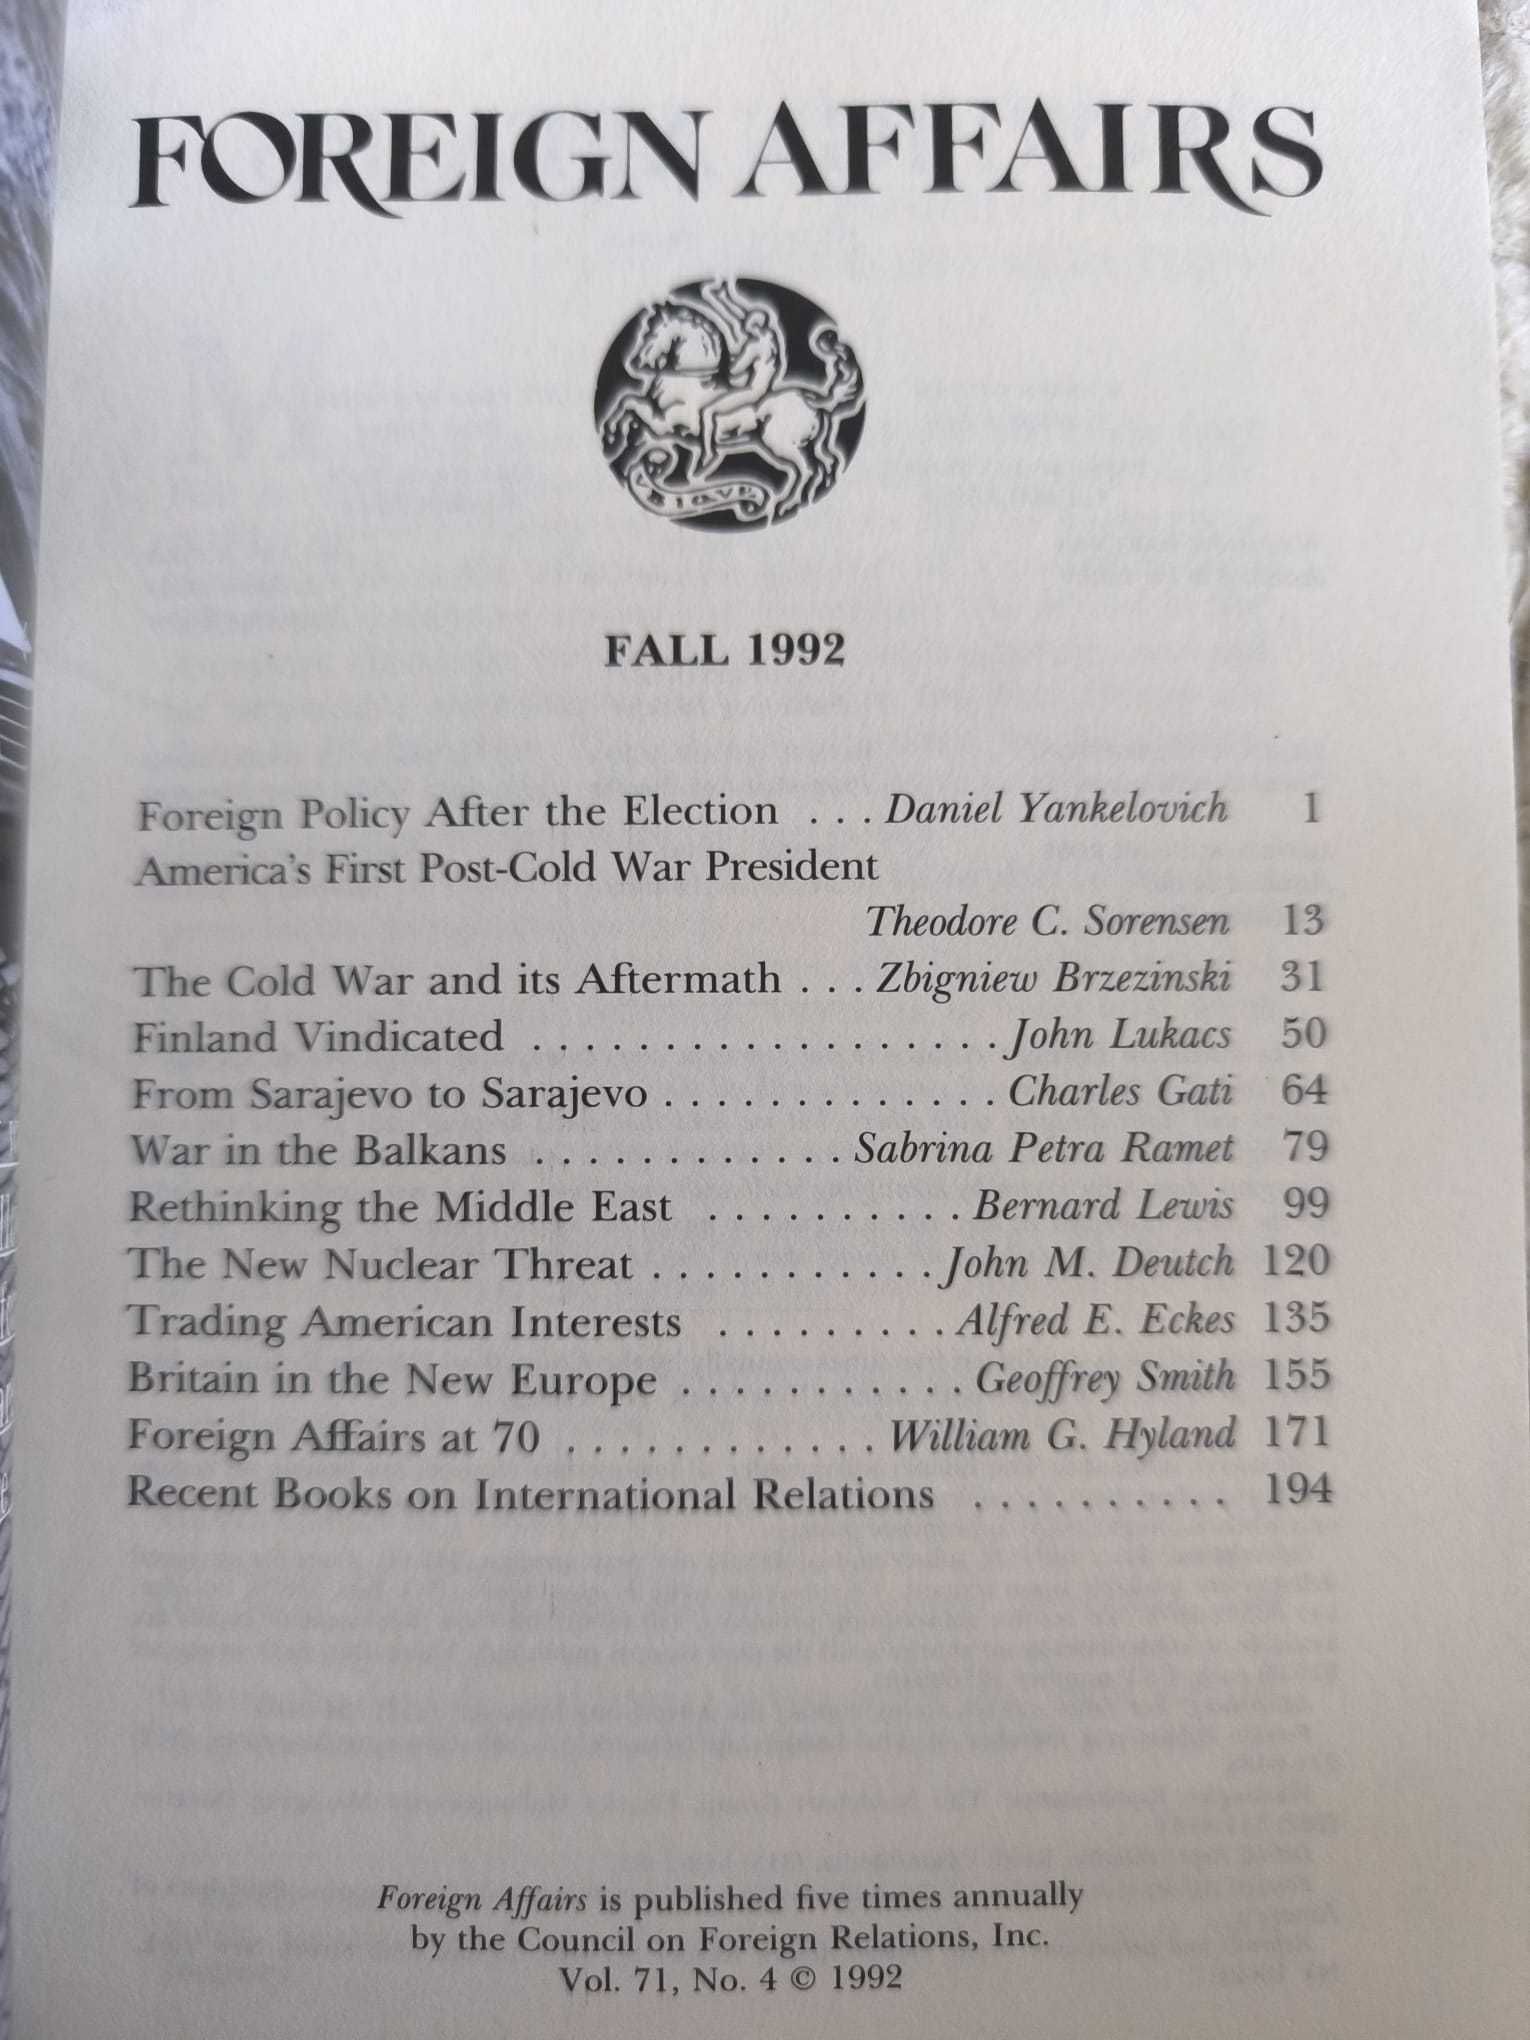 FOREIGN AFFAIRS
VBIQVE
FALL 1992
Foreign Policy After the Election . . . Daniel Yankelovich 1
America's First Post-Cold War President
Theodore C. Sorensen 13
The Cold War and its Aftermath . . . Zbigniew Brzezinski 31
Finland Vindicated . . . . . . . . . . . . . . . . . . John Lukacs 50
From Sarajevo to Sarajevo . . . . . . . . . . . . . Charles Gati 64
War in the Balkans . . . . . . . . . . . . Sabrina Petra Ramet 79
Rethinking the Middle East . . . . . . . . . . Bernard Lewis 99
The New Nuclear Threat . . . . . . . . . . . John M. Deutch 120
Trading American Interests . . . . . . . . . Alfred E. Eckes 135
Britain in the New Europe . . . . . . . . . . . Geoffrey Smith 155
Foreign Affairs at 70 . . . . . . . . . . . . William G. Hyland 171
Recent Books on International Relations . . . . . . . . . . 194
Foreign Affairs is published five times annually
by the Council on Foreign Relations, Inc.
Vol. 71, No. 4 © 1992